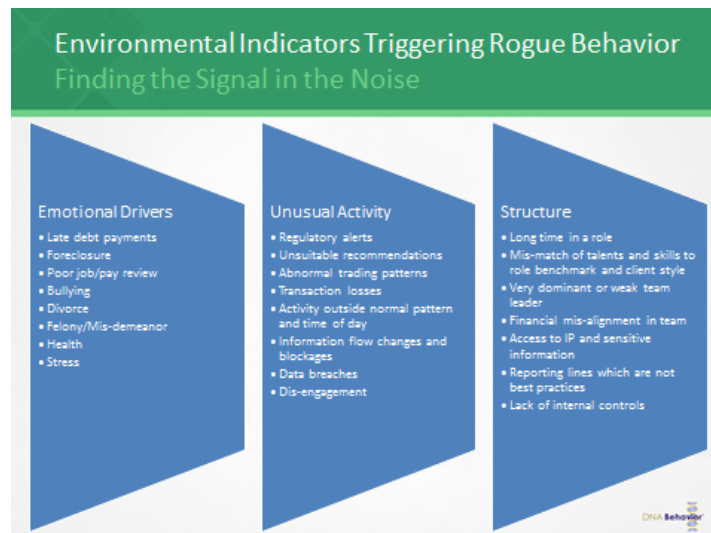 Environmental Indicators Triggering Rogue Behavior
Finding the Signal in the Noise
Emotional Drivers
• Late debt payments
• Foreclosure
• Poor job/pay review
• Bullying
• Divorce
• Felony/Mis-demeanor
• Health
• Stress
Unusual Activity
• Regulatory alerts
• Unsuitable recommendations
• Abnormal trading patterns
• Transaction losses
• Activity outside normal pattern
and time of day
• Information flow changes and
blockages
• Data breaches
• Dis-engagement
Structure
• Long time in a role
• Mis-match of talents and skills to
role benchmark and client style
• Very dominant or weak team
leader
• Financial mis-alignment in team
• Access to IP and sensitive
information
• Reporting lines which are not
best practices
• Lack of internal controls
DNA Behavior